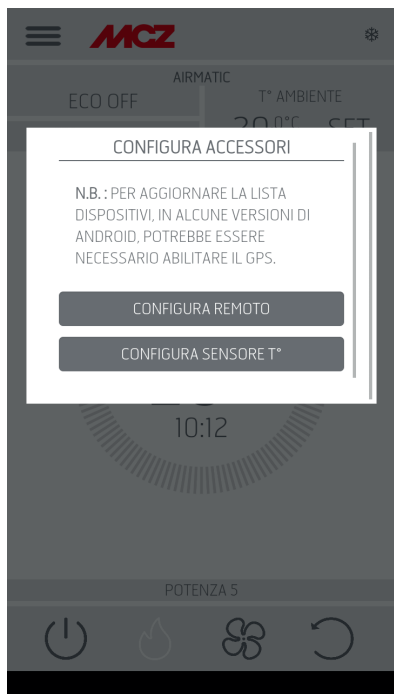 MCZ
AIRMATIC
ECO OFF
T° AMBIENTE
SET
CONFIGURA ACCESSORI
N.B. : PER AGGIORNARE LA LISTA
DISPOSITIVI, IN ALCUNE VERSIONI DI
ANDROID, POTREBBE ESSERE
NECESSARIO ABILITARE IL GPS.
CONFIGURA REMOTO
CONFIGURA SENSORE T°
10:12
POTENZA 5